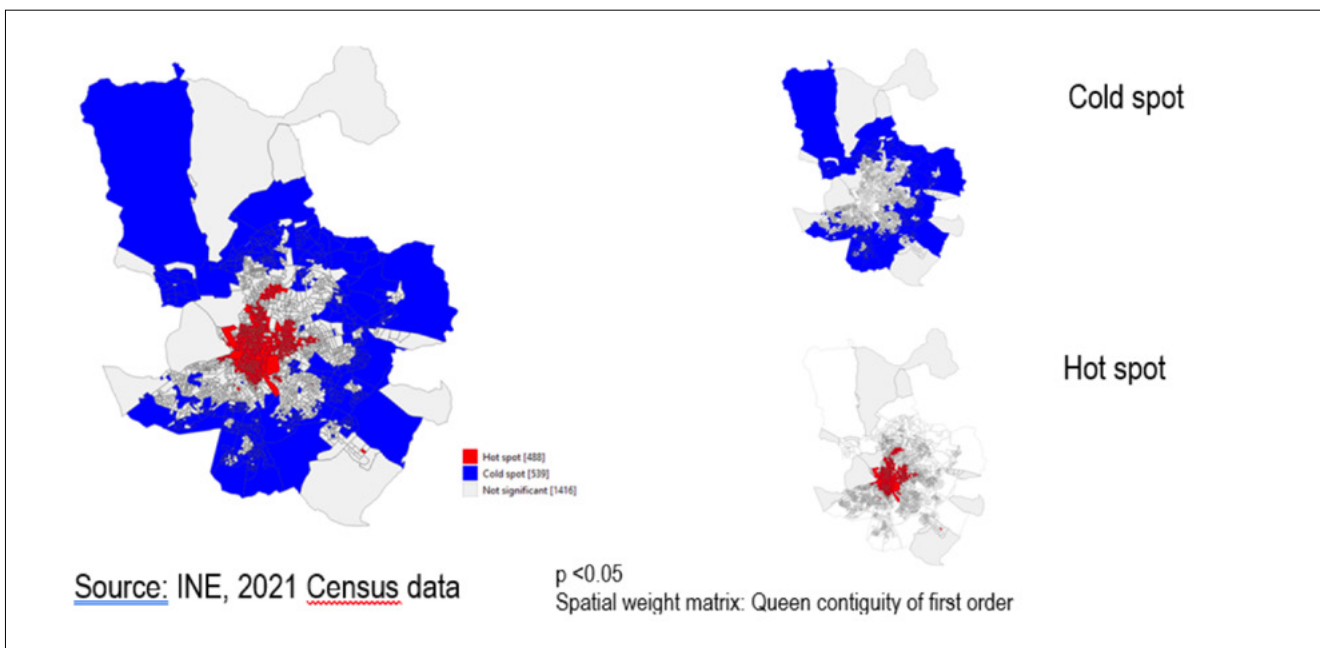 Cold spot
Hot spot
Hot spot [488]
Cold spot [539]
Not significant [1416]
Source: INE, 2021 Census data
p <0.05
Spatial weight matrix: Queen contiguity of first order